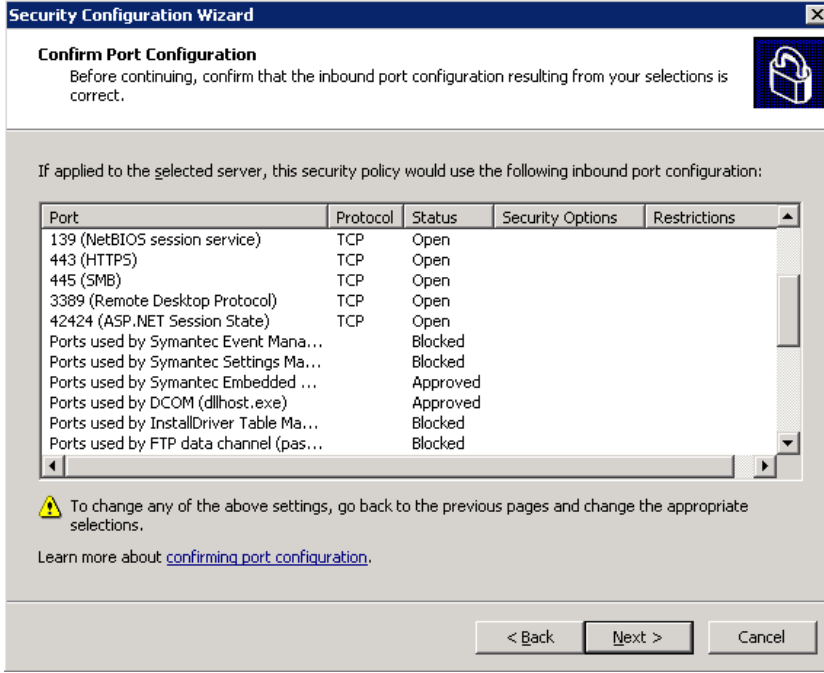 Security Configuration Wizard
Confirm Port Configuration
Before continuing, confirm that the inbound port configuration resulting from your selections is
correct.
If applied to the selected server, this security policy would use the following inbound port configuration:
Port Protocol Status Security Options Restrictions
139 (NetBIOS session service) TCP Open
443 (HTTPS) TCP Open
445 (SMB) TCP Open
3389 (Remote Desktop Protocol) TCP Open
42424 (ASP.NET Session State) TCP Open
Ports used by Symantec Event Mana... Blocked
Ports used by Symantec Settings Ma... Blocked
Ports used by Symantec Embedded ... Approved
Ports used by DCOM (dllhost.exe) Approved
Ports used by InstallDriver Table Ma... Blocked
Ports used by FTP data channel (pas... Blocked
To change any of the above settings, go back to the previous pages and change the appropriate
selections.
Learn more about confirming port configuration.
< Back Next > Cancel